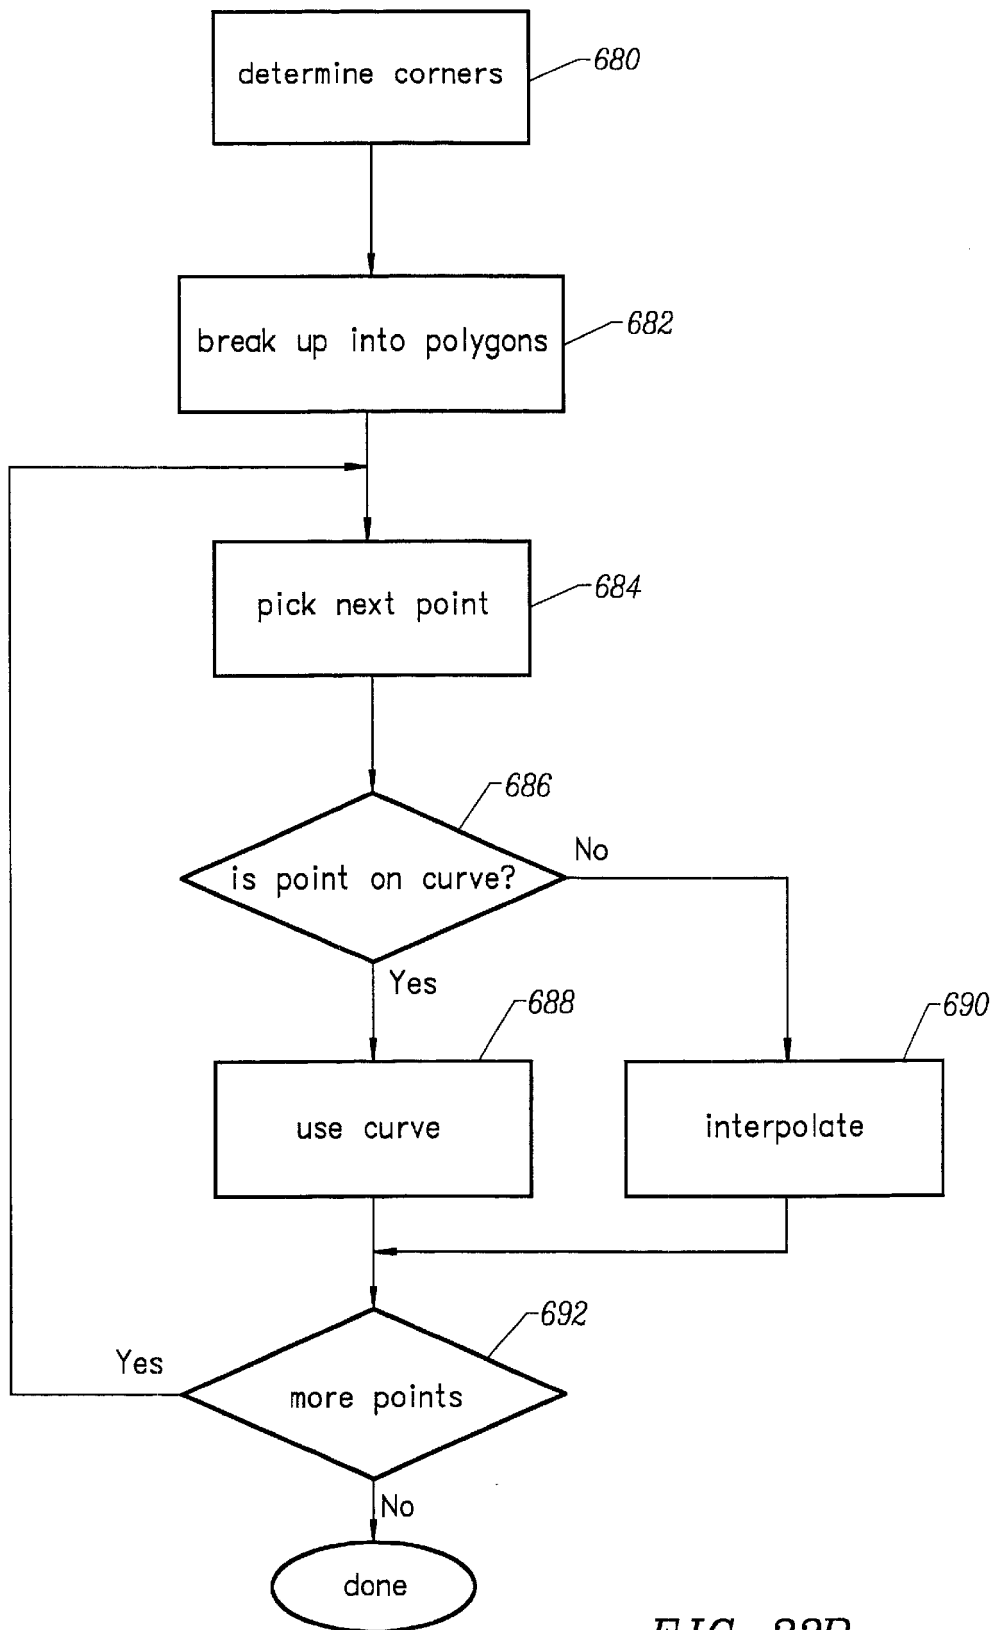 determine corners
680
break up into polygons
682
pick next point
684
686
is point on curve?
No
Yes
688
690
use curve
interpolate
692
Yes
more points
No
done